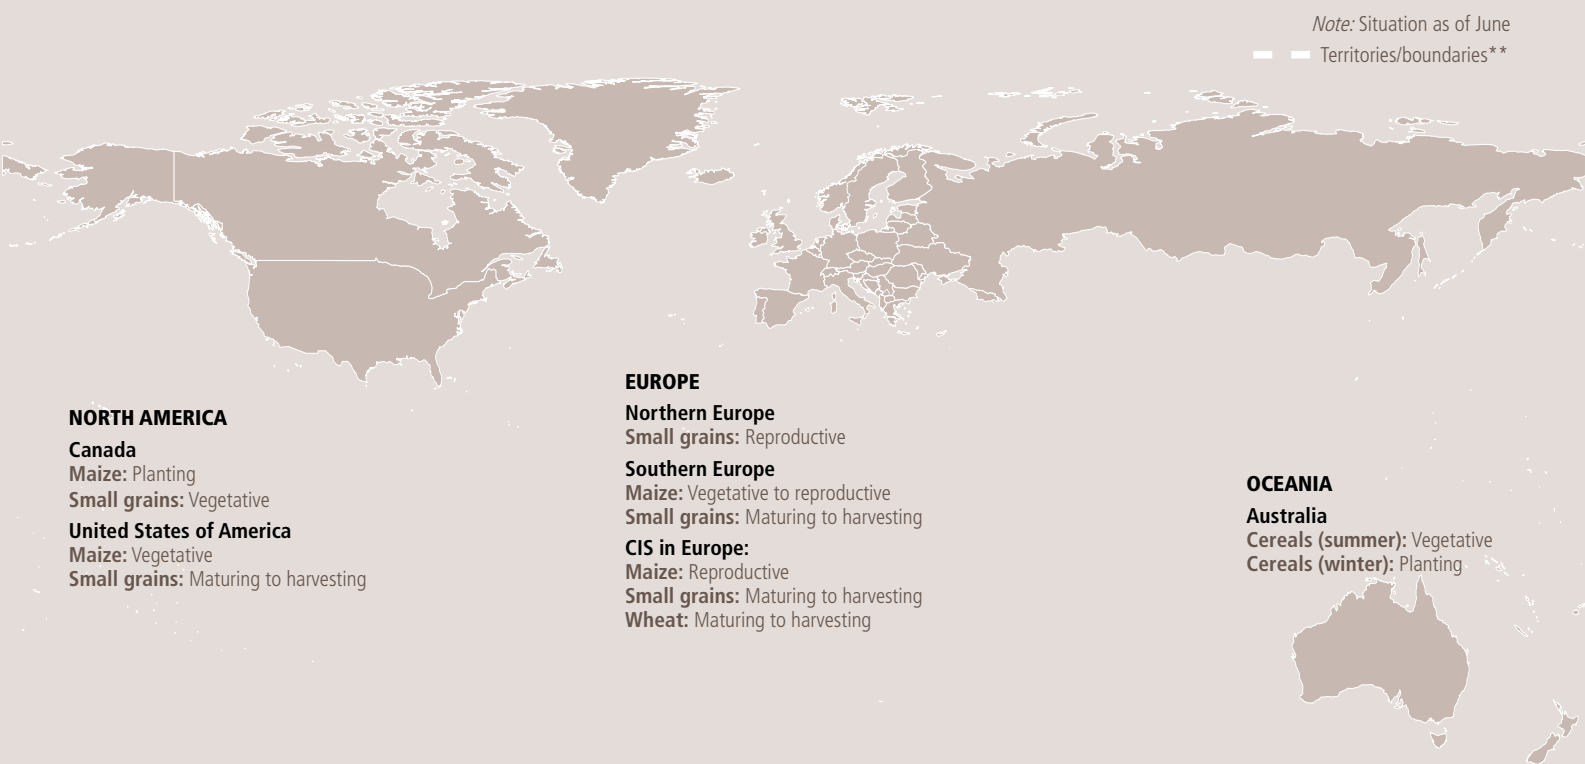 Note: Situation as of June
Territories/boundaries**
NORTH AMERICA
Canada
Maize: Planting
Small grains: Vegetative
United States of America
Maize: Vegetative
Small grains: Maturing to harvesting
EUROPE
Northern Europe
Small grains: Reproductive
Southern Europe
Maize: Vegetative to reproductive
Small grains: Maturing to harvesting
CIS in Europe:
Maize: Reproductive
Small grains: Maturing to harvesting
Wheat: Maturing to harvesting
OCEANIA
Australia
Cereals (summer): Vegetative
Cereals (winter): Planting